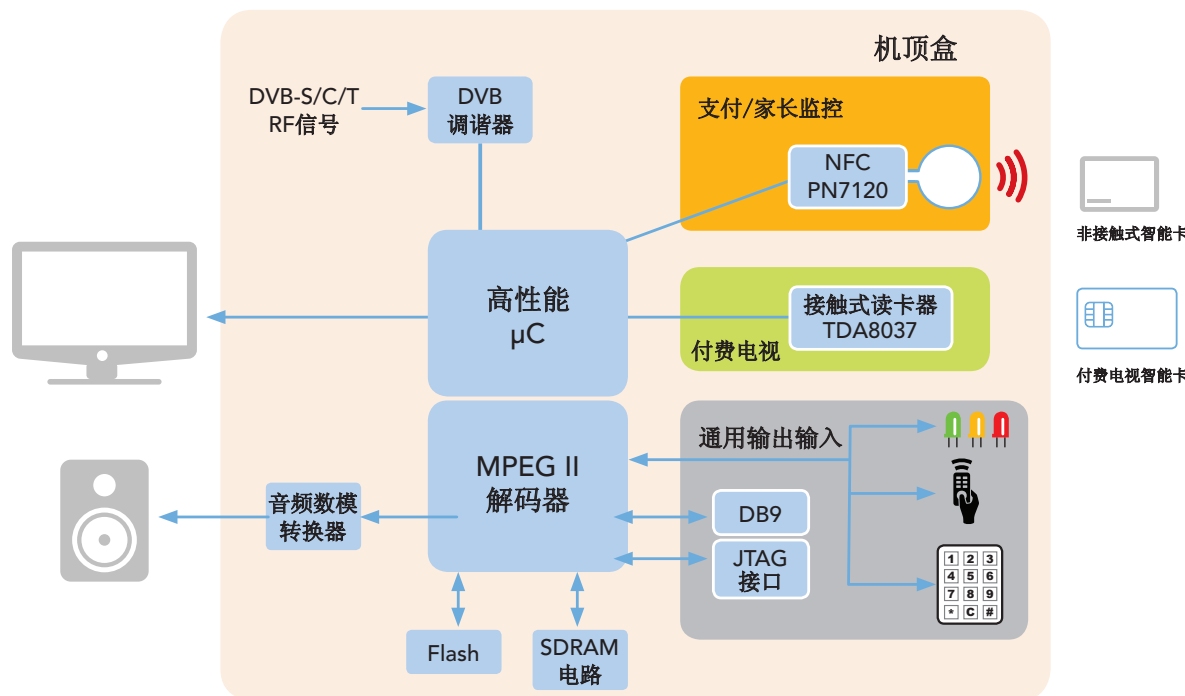 机顶盒
DVB-S/C/T
RF信号
DVB
调谐器
支付/家长监控
NFC
PN7120
非接触式智能卡
高性能
µC
接触式读卡器
TDA8037
付费电视
付费电视智能卡
MPEG II
解码器
通用输出输入
音频数模
转换器
DB9
JTAG
接口
1 2 3
4 5 6
7 8 9
* C #
Flash
SDRAM
电路